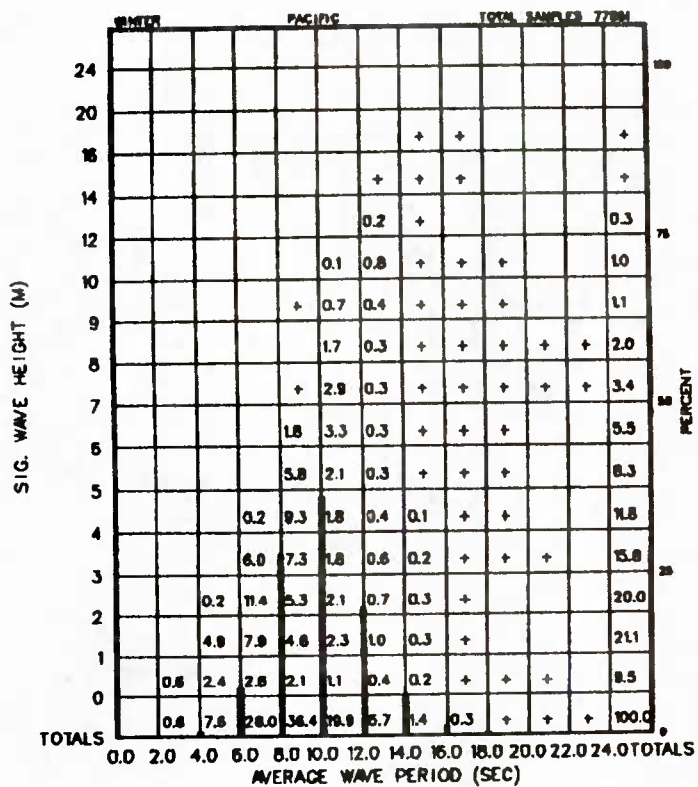 WINTER PACIFIC TOTAL SAMPLES
24 100
20
+ + +
16
+ + + +
14
0.2 + 0.3
12 75
0.1 0.8 + + + 1.0
10
+ 0.7 0.4 + + + 1.1
9
1.7 0.3 + + + + + 2.0
8
+ 2.9 0.3 + + + + + 3.4
7 50
1.8 3.3 0.3 + + + 5.5
6
5.8 2.1 0.3 + + + 8.3
5
0.2 9.3 1.8 0.4 0.1 + + 11.8
4
6.0 7.3 1.8 0.6 0.2 + + + 15.8
3 25
0.2 11.4 5.3 2.1 0.7 0.3 + 20.0
2
4.9 7.9 4.6 2.3 1.0 0.3 + 21.1
1
0.6 2.4 2.6 2.1 1.1 0.4 0.2 + + + 9.5
0
0.6 7.6 28.0 36.4 19.9 5.7 1.4 0.3 + + + 100.0
TOTALS 0
0.0 2.0 4.0 6.0 8.0 10.0 12.0 14.0 16.0 18.0 20.0 22.0 24.0 TOTALS
AVERAGE WAVE PERIOD (SEC)
SIG. WAVE HEIGHT (M)
PERCENT